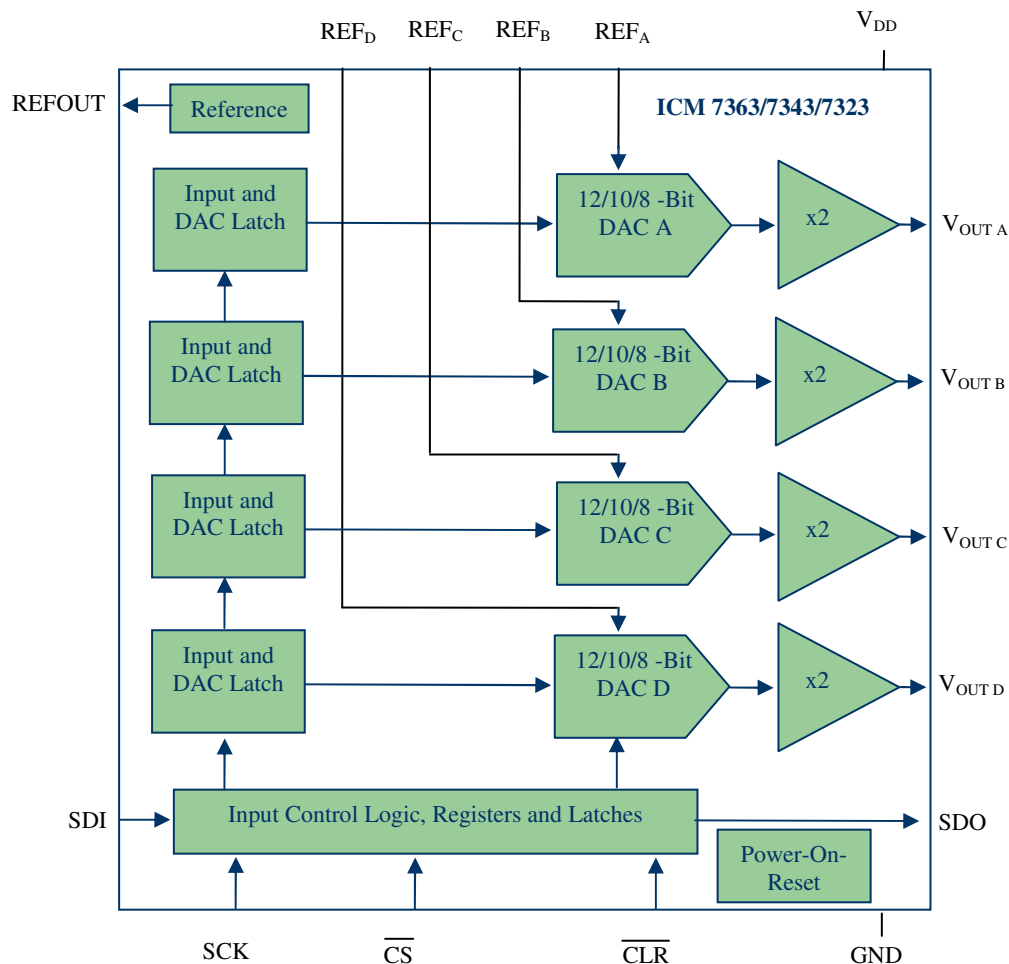 REF_D REF_C REF_B REF_A V_DD
REFOUT
Reference
ICM 7363/7343/7323
Input and
DAC Latch
12/10/8 -Bit
DAC A
x2
V_OUT A
Input and
DAC Latch
12/10/8 -Bit
DAC B
x2
V_OUT B
Input and
DAC Latch
12/10/8 -Bit
DAC C
x2
V_OUT C
Input and
DAC Latch
12/10/8 -Bit
DAC D
x2
V_OUT D
SDI
Input Control Logic, Registers and Latches
SDO
Power-On-
Reset
SCK C̅S̅ C̅L̅R̅ GND